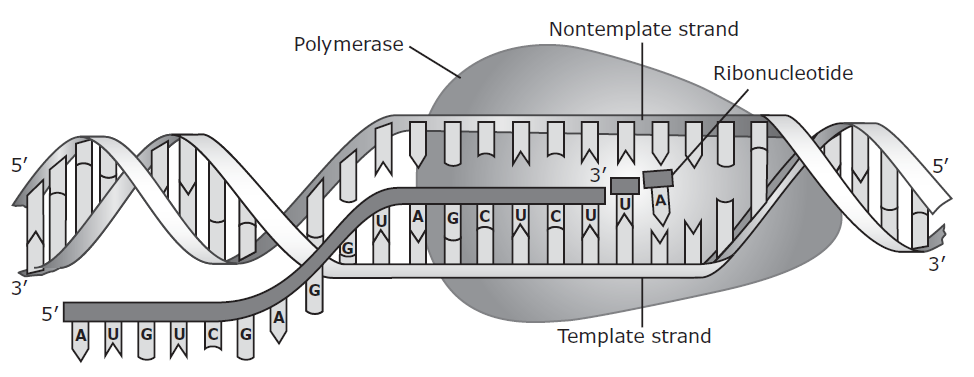 Nontemplate strand
Polymerase
Ribonucleotide
5′
5′
3′
U A
U A G C U C U
G
3′
3′
5′
G
A
A U G U C G
Template strand